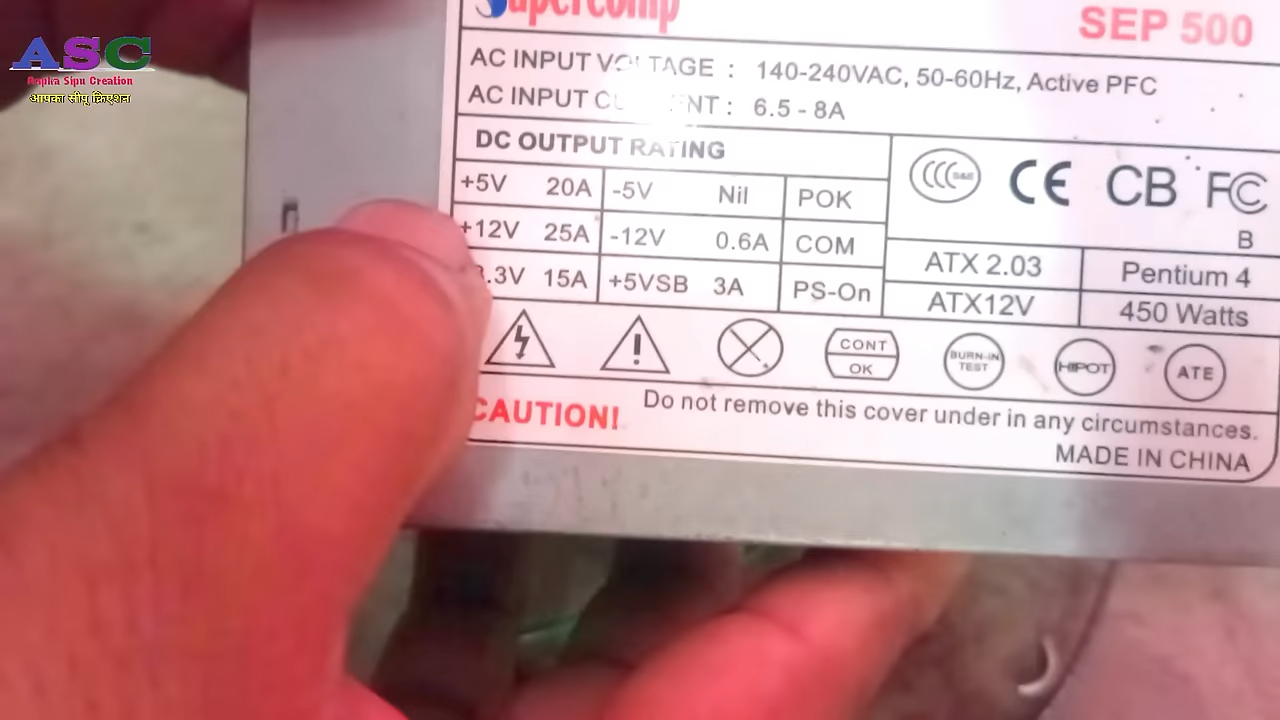 ASC
Aapka Sipu Creation
आपका सीपू क्रिएशन
Supercomp
SEP 500
AC INPUT VOLTAGE : 140-240VAC, 50-60Hz, Active PFC
AC INPUT CURRENT : 6.5 - 8A
DC OUTPUT RATING
+5V 20A -5V Nil POK
+12V 25A -12V 0.6A COM
3.3V 15A +5VSB 3A PS-On
S&E CE CB FC
B
ATX 2.03 Pentium 4
ATX12V 450 Watts
CONT
OK
BURN-IN
TEST
HIPOT
ATE
CAUTION! Do not remove this cover under in any circumstances.
MADE IN CHINA